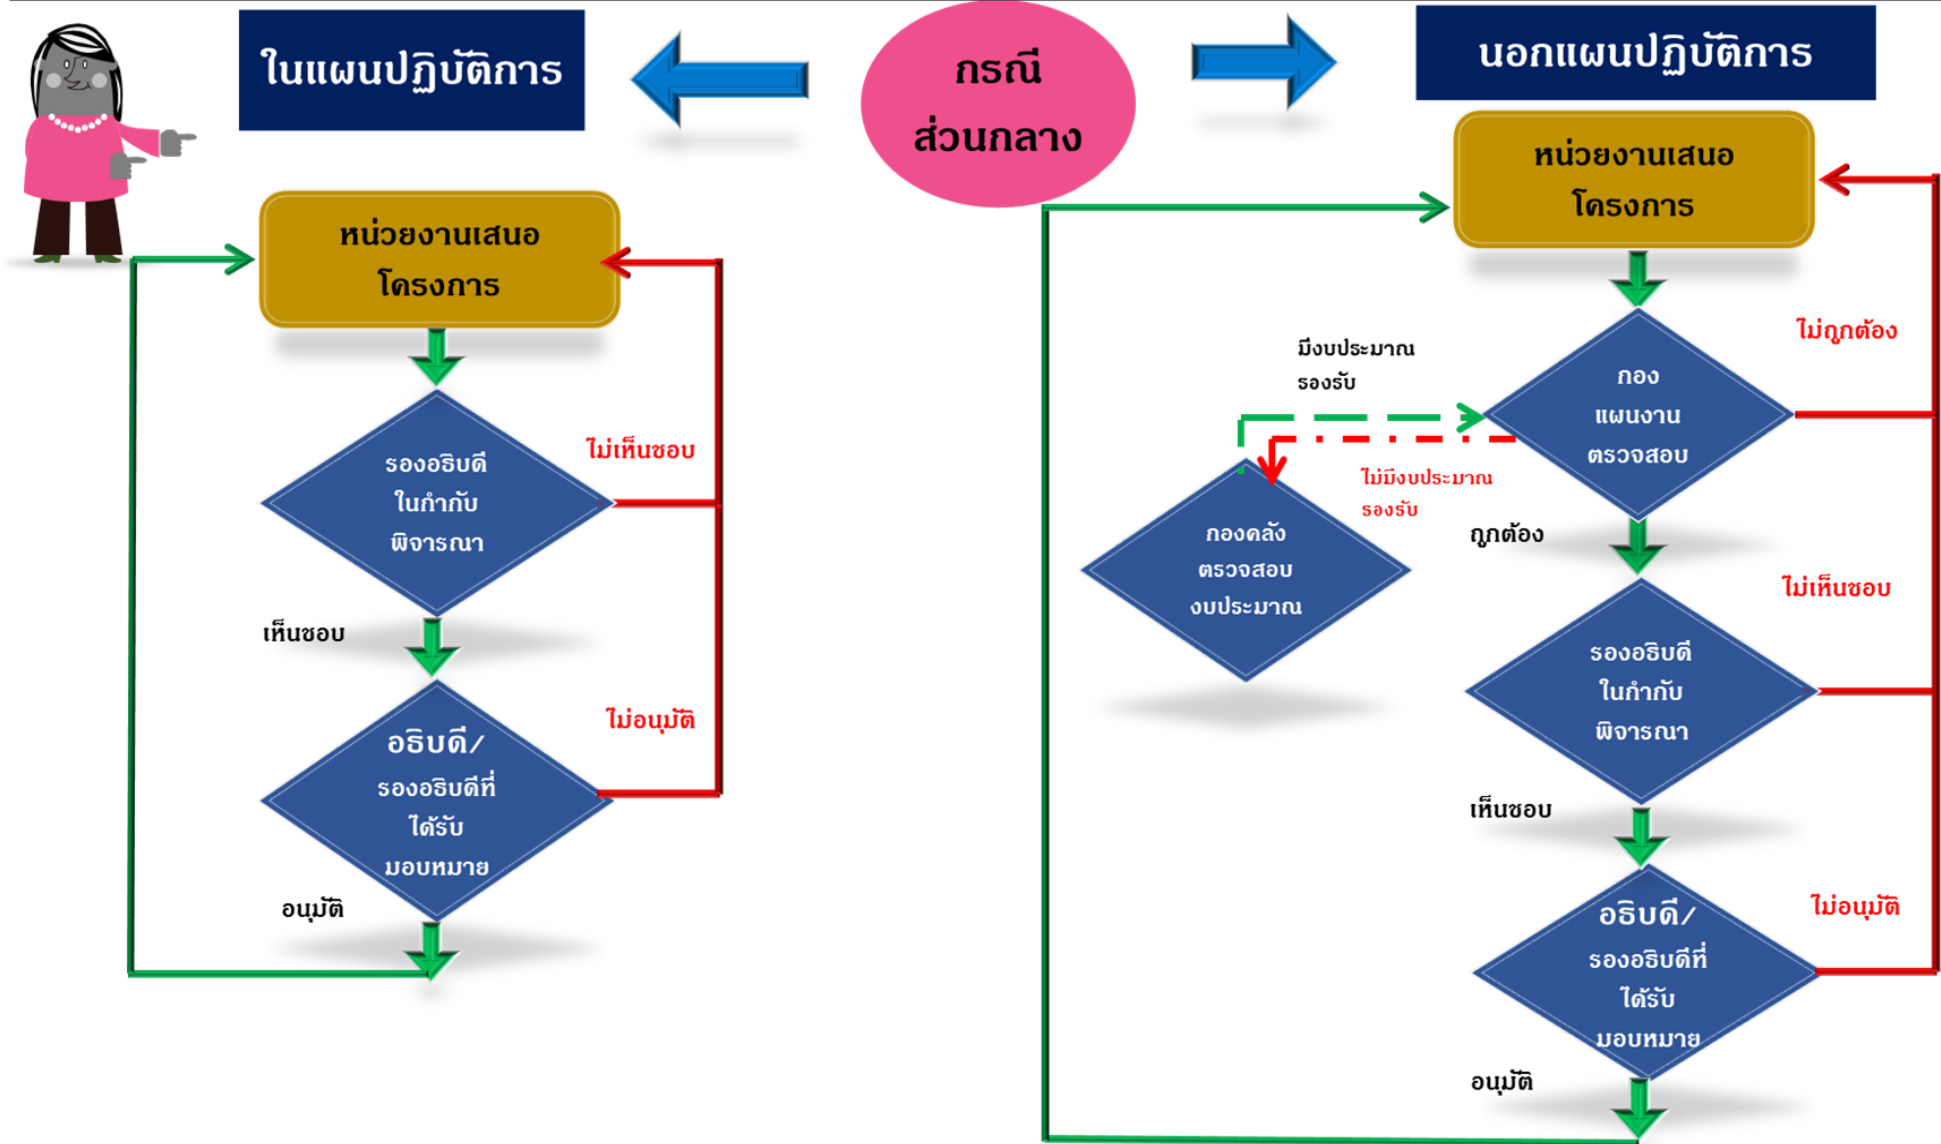 ในแผนปฏิบัติการ
กรณี
ส่วนกลาง
นอกแผนปฏิบัติการ
หน่วยงานเสนอ
โครงการ
ไม่เห็นชอบ
รองอธิบดี
ในกำกับ
พิจารณา
เห็นชอบ
ไม่อนุมัติ
อธิบดี/
รองอธิบดีที่
ได้รับ
มอบหมาย
อนุมัติ
หน่วยงานเสนอ
โครงการ
ไม่ถูกต้อง
มีงบประมาณ
รองรับ
กอง
แผนงาน
ตรวจสอบ
ไม่มีงบประมาณ
รองรับ
กองคลัง
ตรวจสอบ
งบประมาณ
ถูกต้อง
ไม่เห็นชอบ
รองอธิบดี
ในกำกับ
พิจารณา
เห็นชอบ
ไม่อนุมัติ
อธิบดี/
รองอธิบดีที่
ได้รับ
มอบหมาย
อนุมัติ